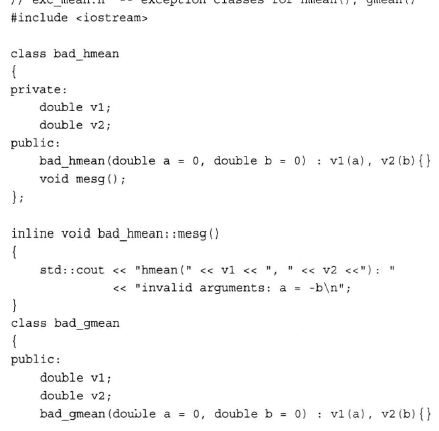 // exc_mean.h -- exception classes for hmean(), gmean()
#include <iostream>

class bad_hmean
{
private:
    double v1;
    double v2;
public:
    bad_hmean(double a = 0, double b = 0) : v1(a), v2(b){}
    void mesg();
};

inline void bad_hmean::mesg()
{
    std::cout << "hmean(" << v1 << ", " << v2 <<"): "
              << "invalid arguments: a = -b\n";
}
class bad_gmean
{
public:
    double v1;
    double v2;
    bad_gmean(double a = 0, double b = 0) : v1(a), v2(b){}